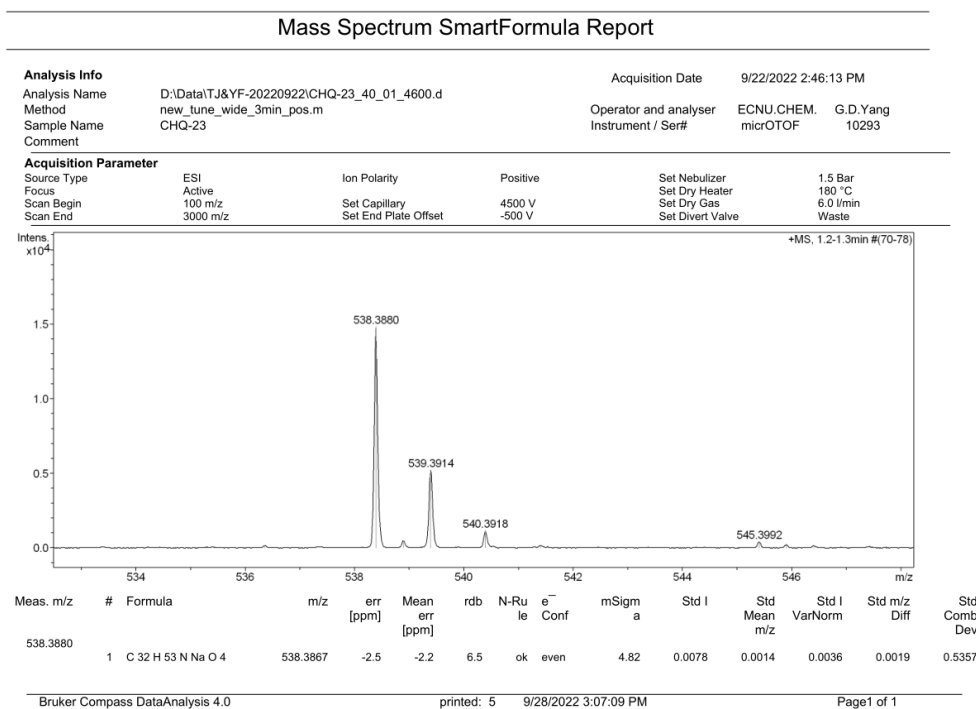 Mass Spectrum SmartFormula Report
Analysis Info
Acquisition Date 9/22/2022 2:46:13 PM
Analysis Name D:\Data\TJ&YF-20220922\CHQ-23_40_01_4600.d
Method new_tune_wide_3min_pos.m Operator and analyser ECNU.CHEM. G.D.Yang
Sample Name CHQ-23 Instrument / Ser# micrOTOF 10293
Comment
Acquisition Parameter
Source Type ESI Ion Polarity Positive Set Nebulizer 1.5 Bar
Focus Active Set Dry Heater 180 °C
Scan Begin 100 m/z Set Capillary 4500 V Set Dry Gas 6.0 l/min
Scan End 3000 m/z Set End Plate Offset -500 V Set Divert Valve Waste
Intens.
x10⁴
+MS, 1.2-1.3min #(70-78)
538.3880
1.5
1.0
539.3914
0.5
540.3918
545.3992
0.0
534 536 538 540 542 544 546 m/z
Meas. m/z # Formula m/z err Mean rdb N-Ru e¯ mSigm Std I Std Std I Std m/z Std
[ppm] err le Conf a Mean VarNorm Diff Comb
[ppm] m/z Dev
538.3880
1 C 32 H 53 N Na O 4 538.3867 -2.5 -2.2 6.5 ok even 4.82 0.0078 0.0014 0.0036 0.0019 0.5357
Bruker Compass DataAnalysis 4.0 printed: 5 9/28/2022 3:07:09 PM Page1 of 1